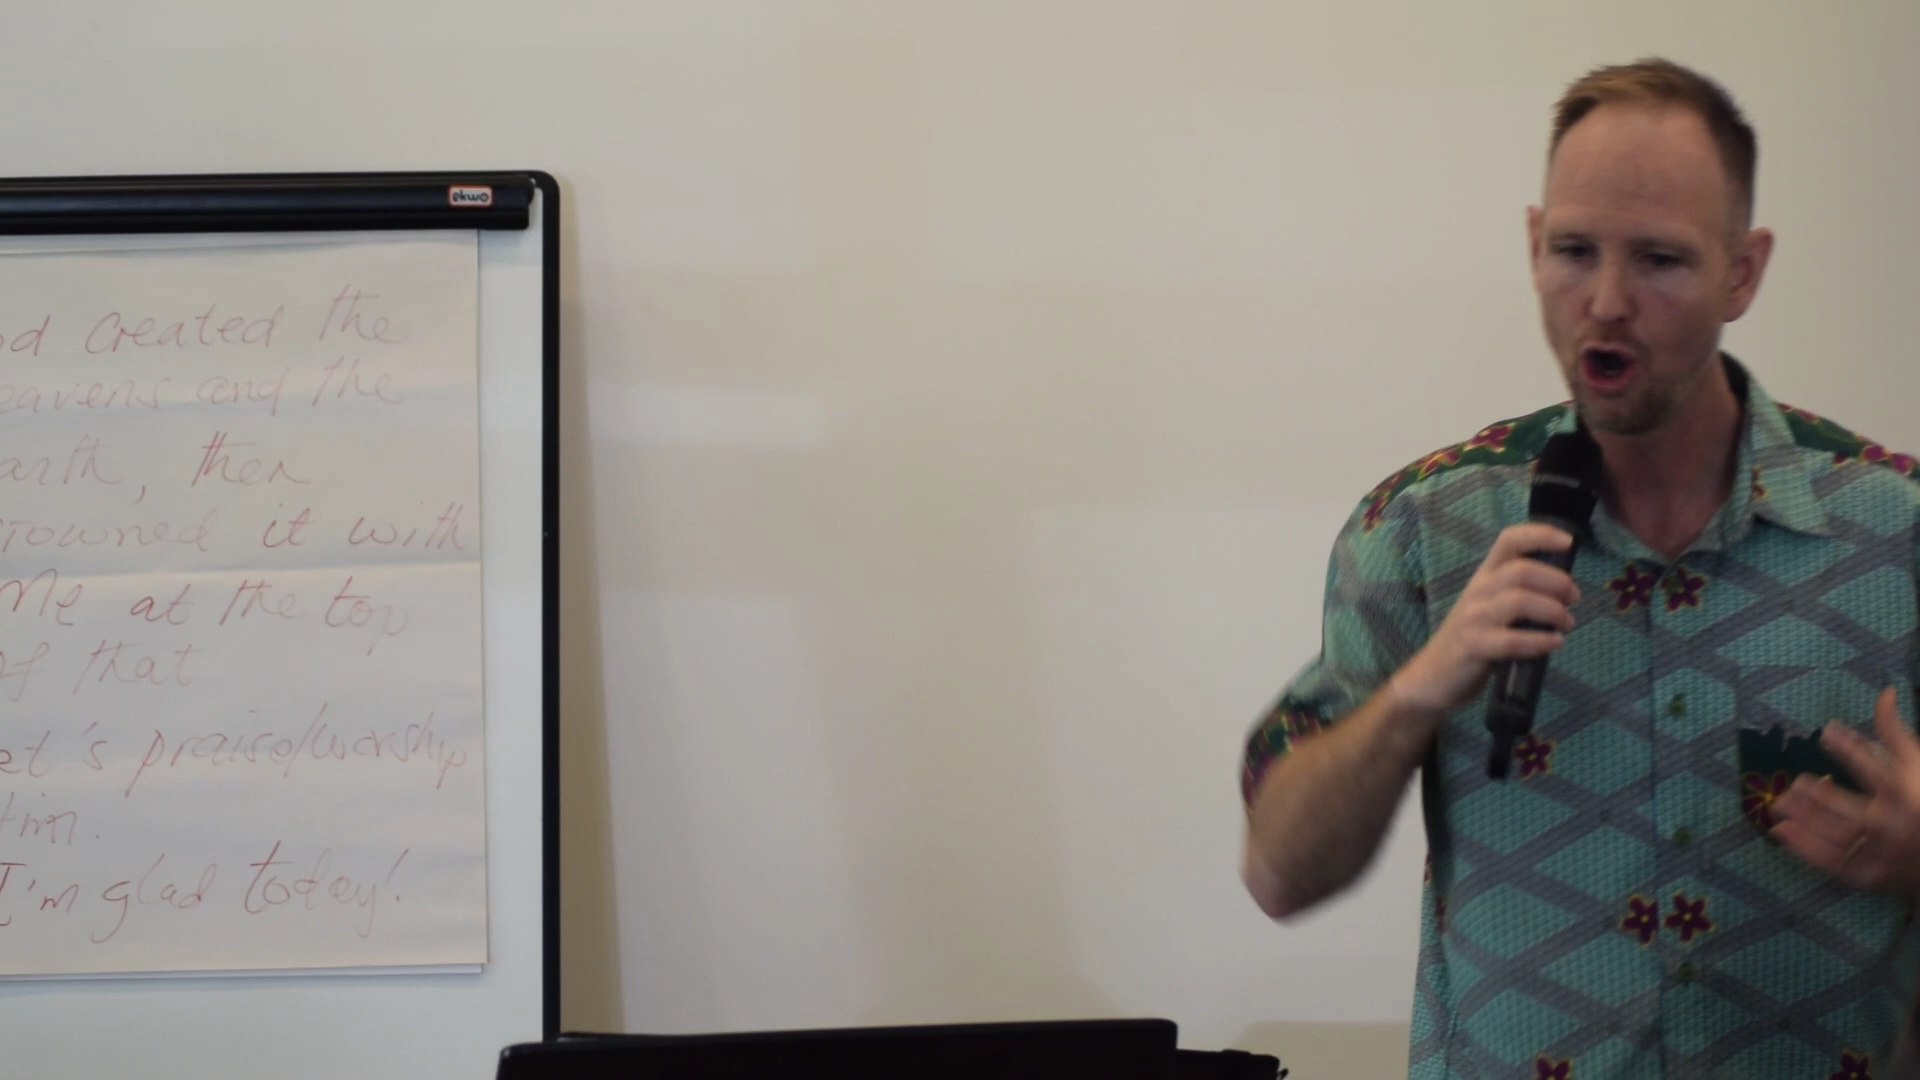 ekwo
od created the
eavens and the
arth, then
rowned it with
Me at the top
of that
et's praise/worship
Him.
I'm glad today!